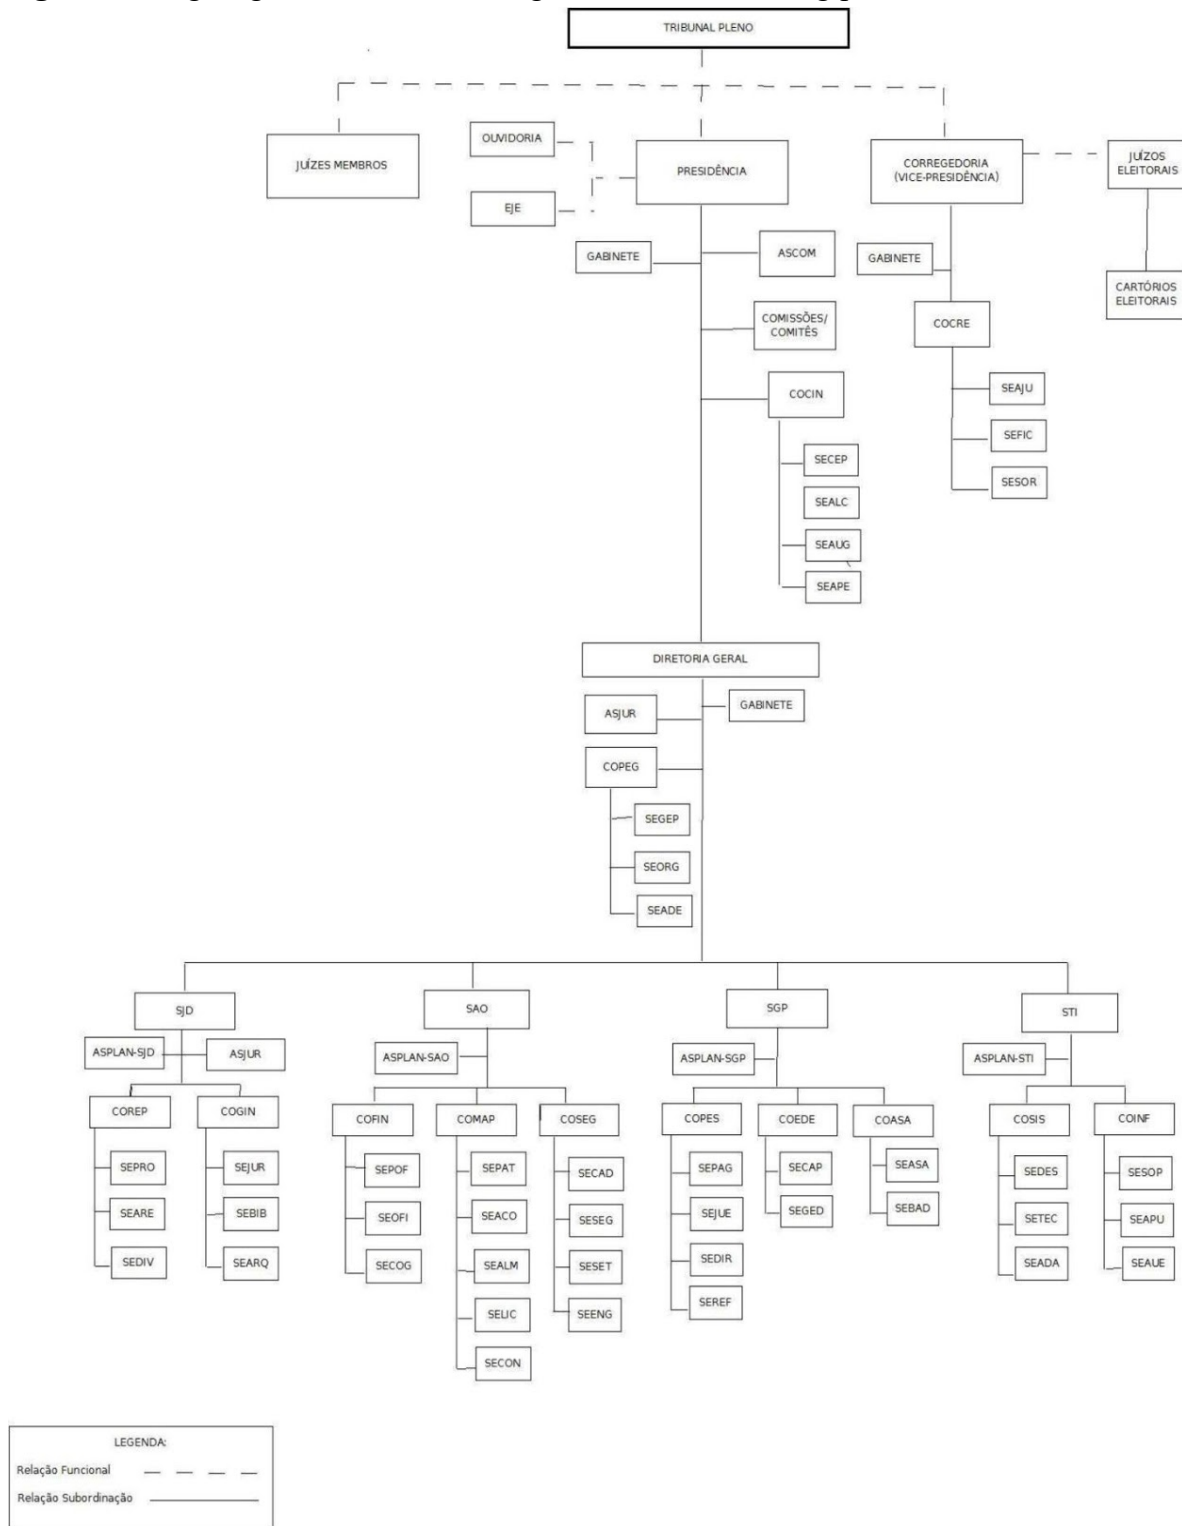 TRIBUNAL PLENO
JUÍZES MEMBROS
OUVIDORIA
EJE
PRESIDÊNCIA
CORREGEDORIA
(VICE-PRESIDÊNCIA)
JUÍZOS
ELEITORAIS
GABINETE
ASCOM
GABINETE
CARTÓRIOS
ELEITORAIS
COMISSÕES/
COMITÊS
COCRE
COCIN
SEAJU
SEFIC
SESOR
SECEP
SEALC
SEAUG
SEAPE
DIRETORIA GERAL
ASJUR
GABINETE
COPEG
SEGEP
SEORG
SEADE
SJD
SAO
SGP
STI
ASPLAN-SJD
ASJUR
ASPLAN-SAO
ASPLAN-SGP
ASPLAN-STI
COREP
COGIN
COFIN
COMAP
COSEG
COPES
COEDE
COASA
COSIS
COINF
SEPRO
SEARE
SEDIV
SEJUR
SEBIB
SEARQ
SEPOF
SEOFI
SECOG
SEPAT
SEACO
SEALM
SELIC
SECON
SECAD
SESEG
SESET
SEENG
SEPAG
SEJUE
SEDIR
SEREF
SECAP
SEGED
SEASA
SEBAD
SEDES
SETEC
SEADA
SESOP
SEAPU
SEAUE
LEGENDA:
Relação Funcional
Relação Subordinação